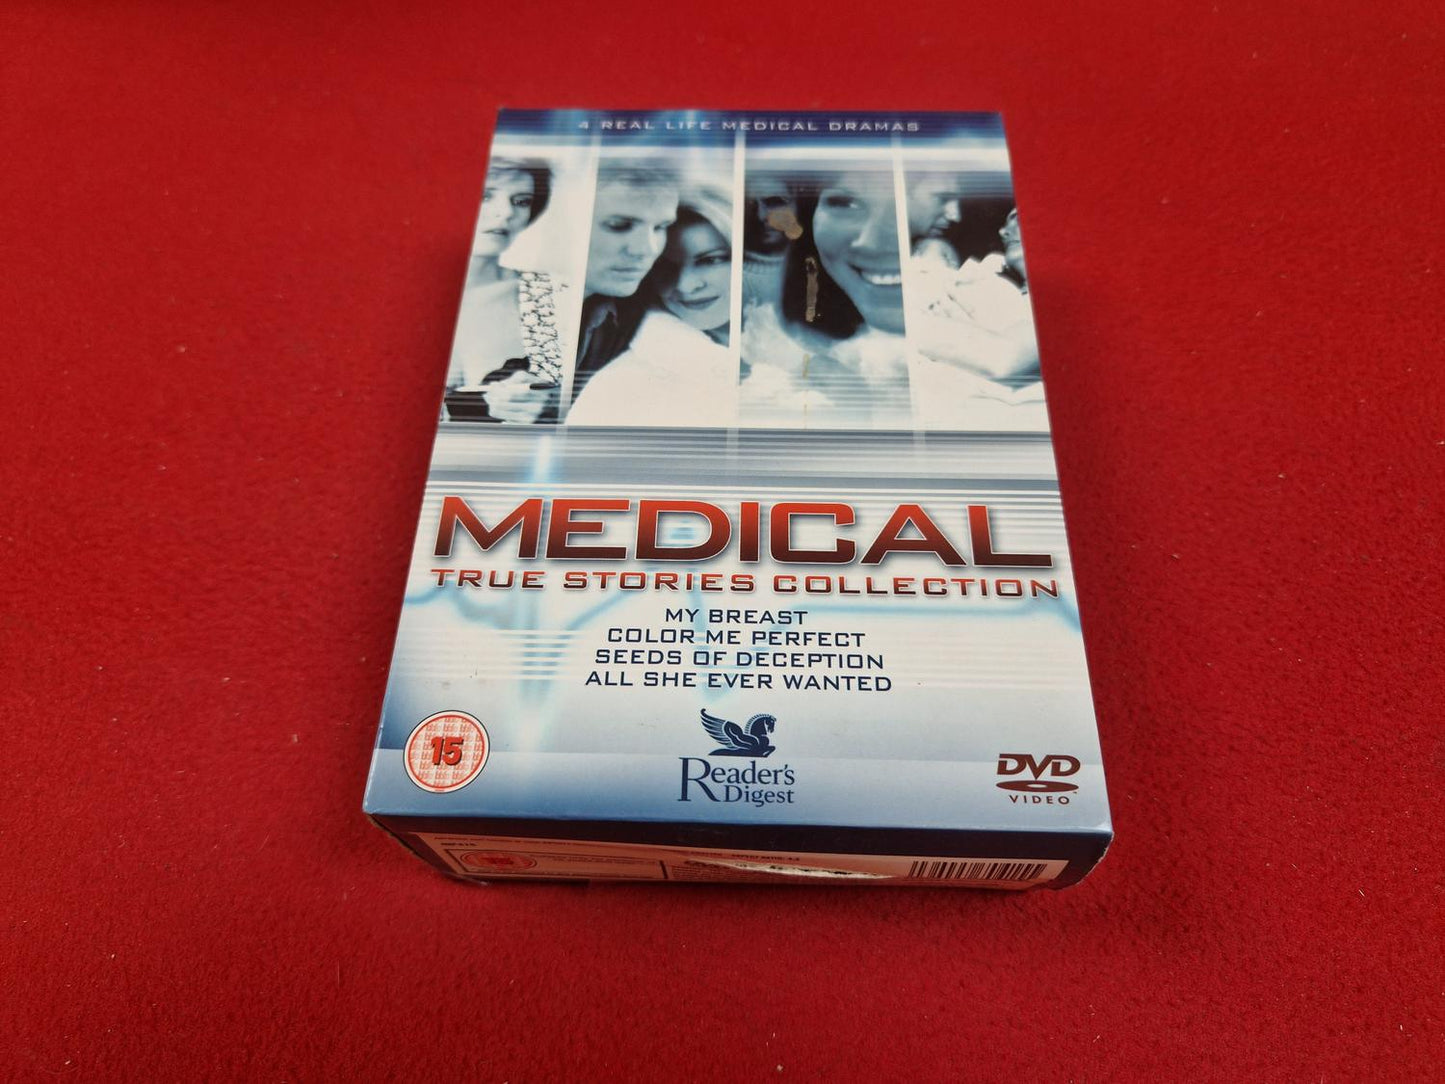 4 REAL LIFE MEDICAL DRAMAS
MEDICAL
TRUE STORIES COLLECTION
MY BREAST
COLOR ME PERFECT
SEEDS OF DECEPTION
ALL SHE EVER WANTED
15
Reader's
Digest
DVD
VIDEO
15